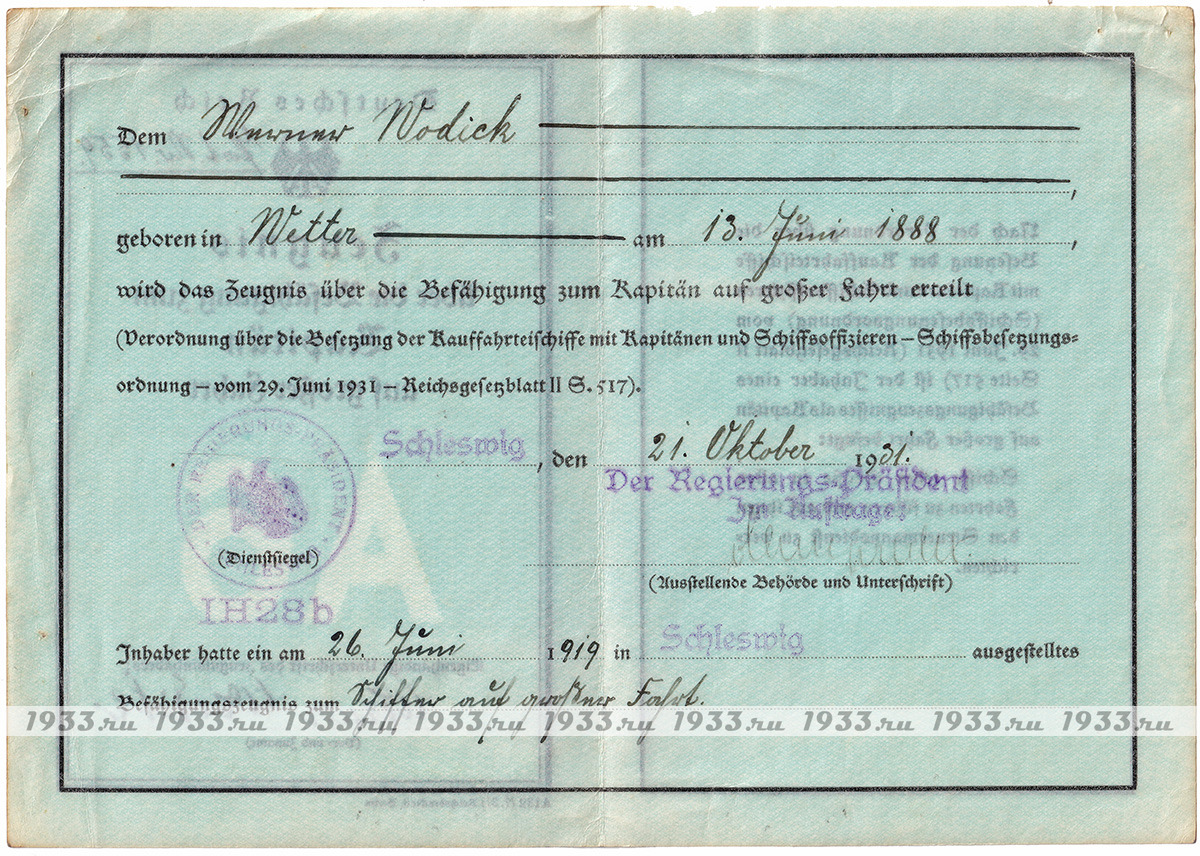 Dem Werner Wodick
geboren in Wetter am 13. Juni 1888,
wird das Zeugnis über die Befähigung zum Kapitän auf großer Fahrt erteilt
(Verordnung über die Besetzung der Kauffahrteischiffe mit Kapitänen und Schiffsoffizieren – Schiffsbesetzungs-
ordnung – vom 29. Juni 1931 – Reichsgesetzblatt II S. 517).
Schleswig, den 21. Oktober 1931.
Der Regierungs-Präsident
Im Auftrage:
DER REGIERUNGS-PRÄSIDENT
(Dienstsiegel)
(Ausstellende Behörde und Unterschrift)
IH28b
Inhaber hatte ein am 26. Juni 1919 in Schleswig ausgestelltes
Befähigungszeugnis zum Schiffer auf großer Fahrt.
1933.ru 1933.ru 1933.ru 1933.ru 1933.ru 1933.ru 1933.ru 1933.ru 1933.ru